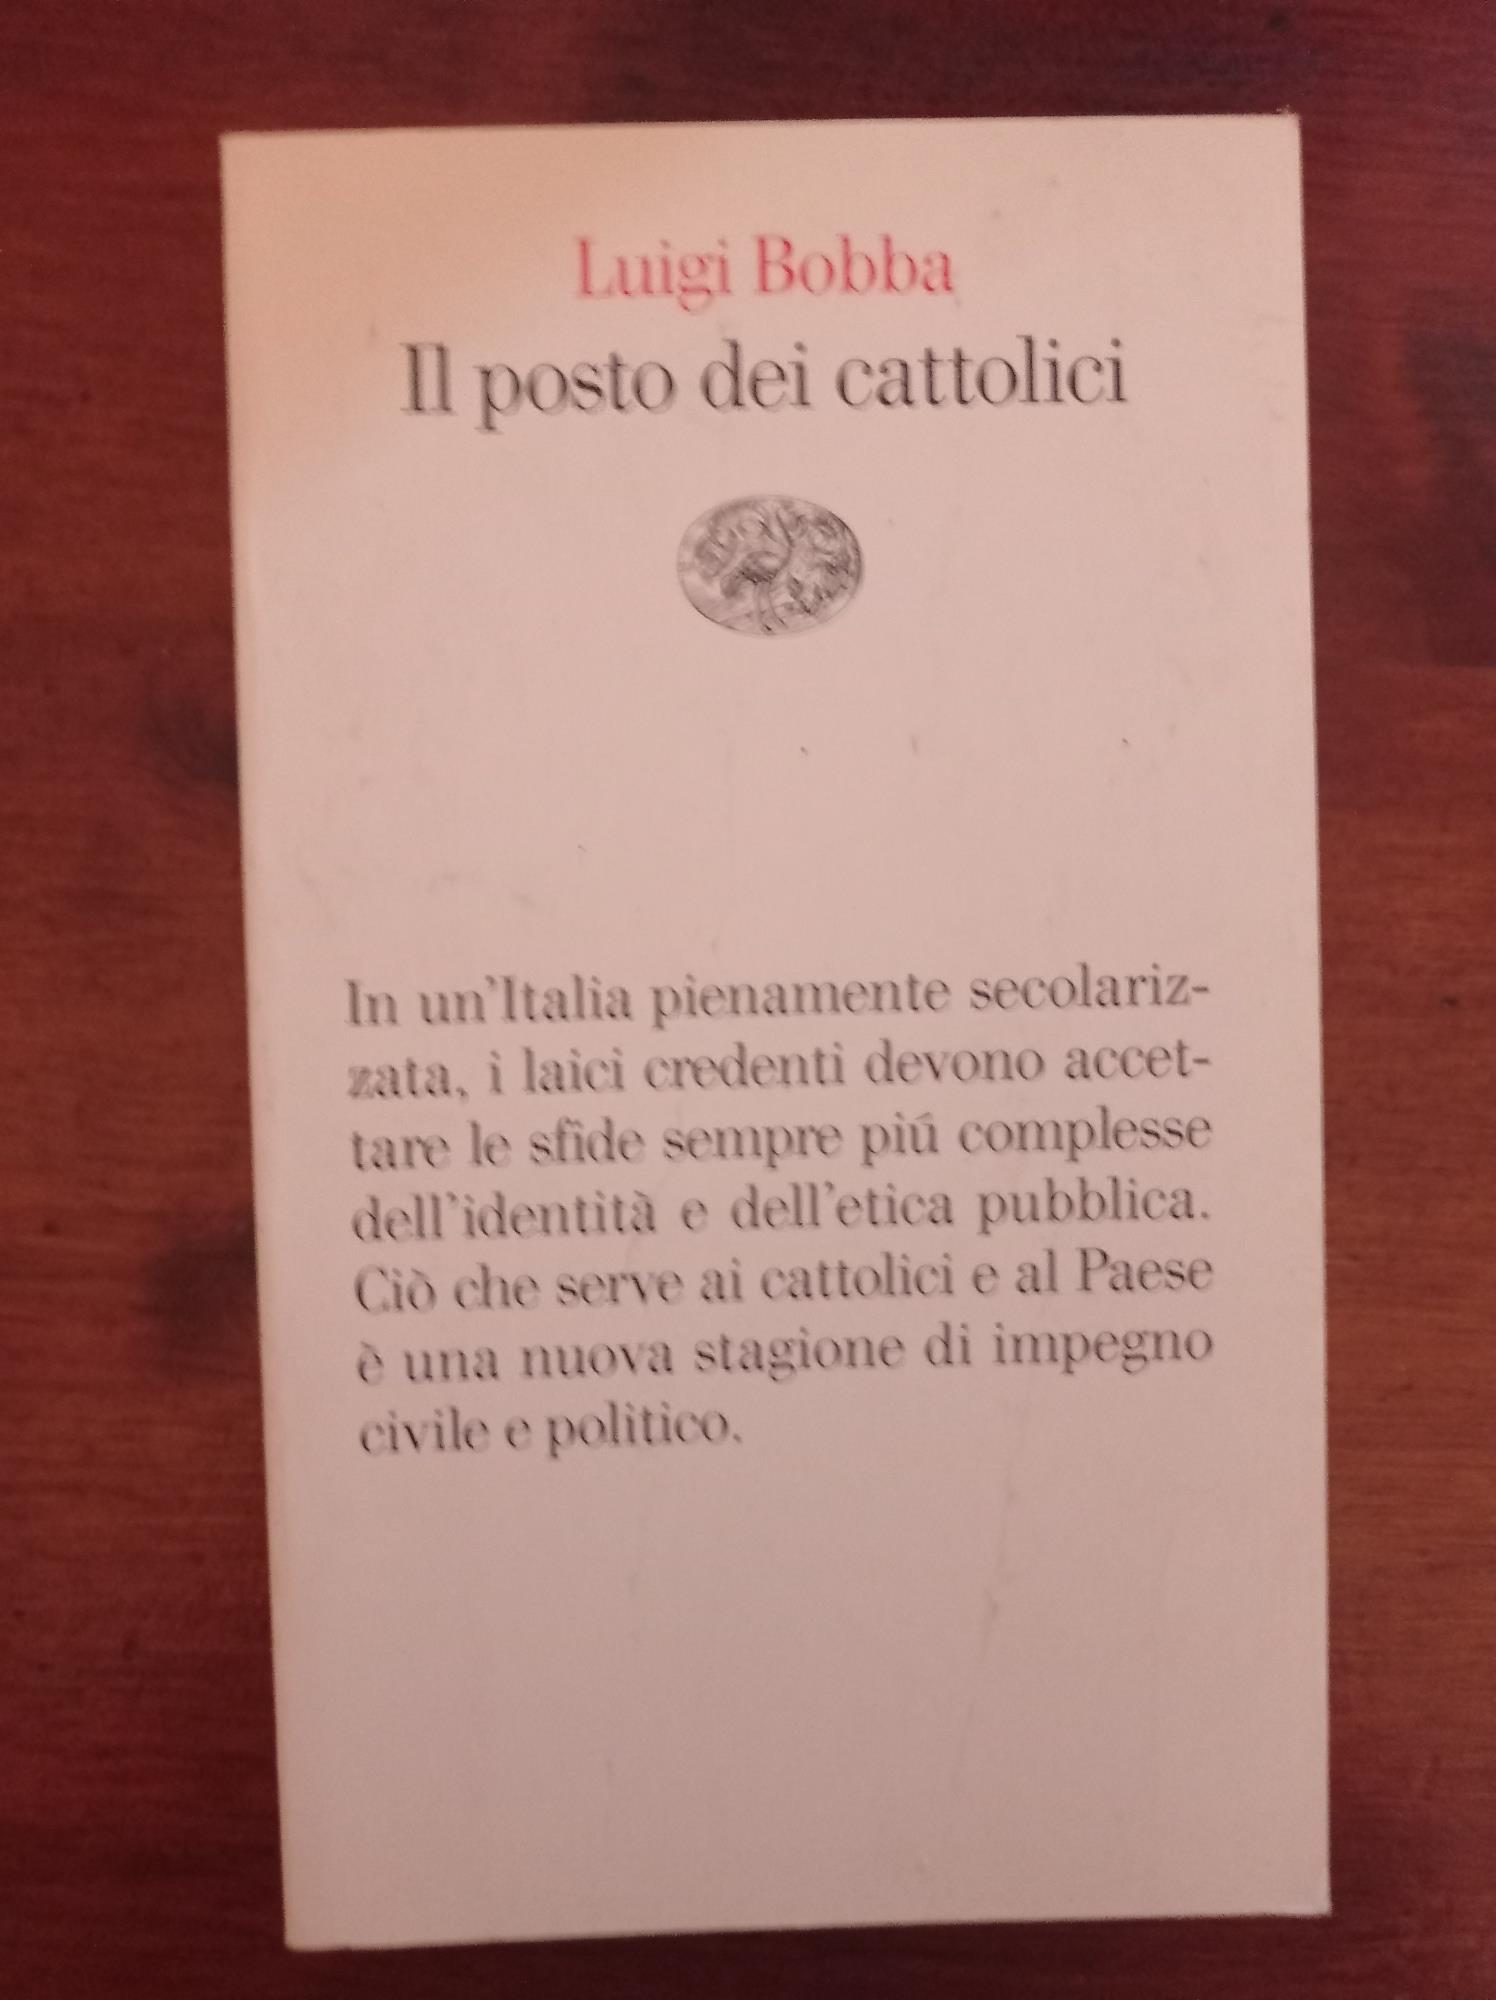 Luigi Bobba
Il posto dei cattolici
In un'Italia pienamente secolariz-
zata, i laici credenti devono accet-
tare le sfide sempre piú complesse
dell'identità e dell'etica pubblica.
Ciò che serve ai cattolici e al Paese
è una nuova stagione di impegno
civile e politico.